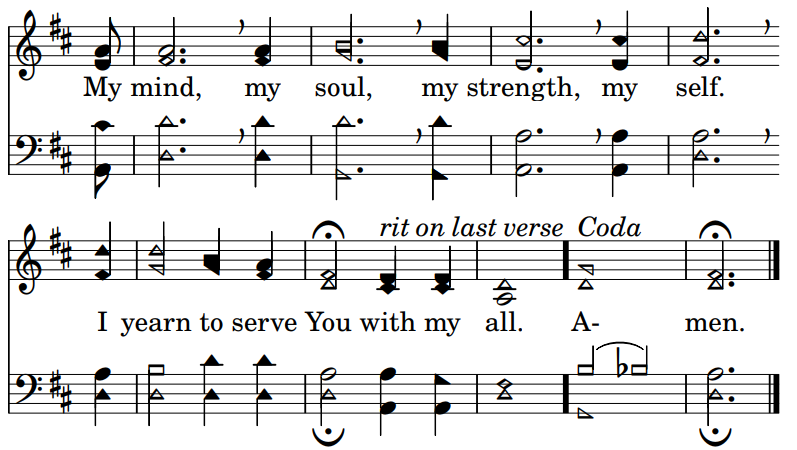 My mind, my soul, my strength, my self.
rit on last verse Coda
I yearn to serve You with my all. A- men.